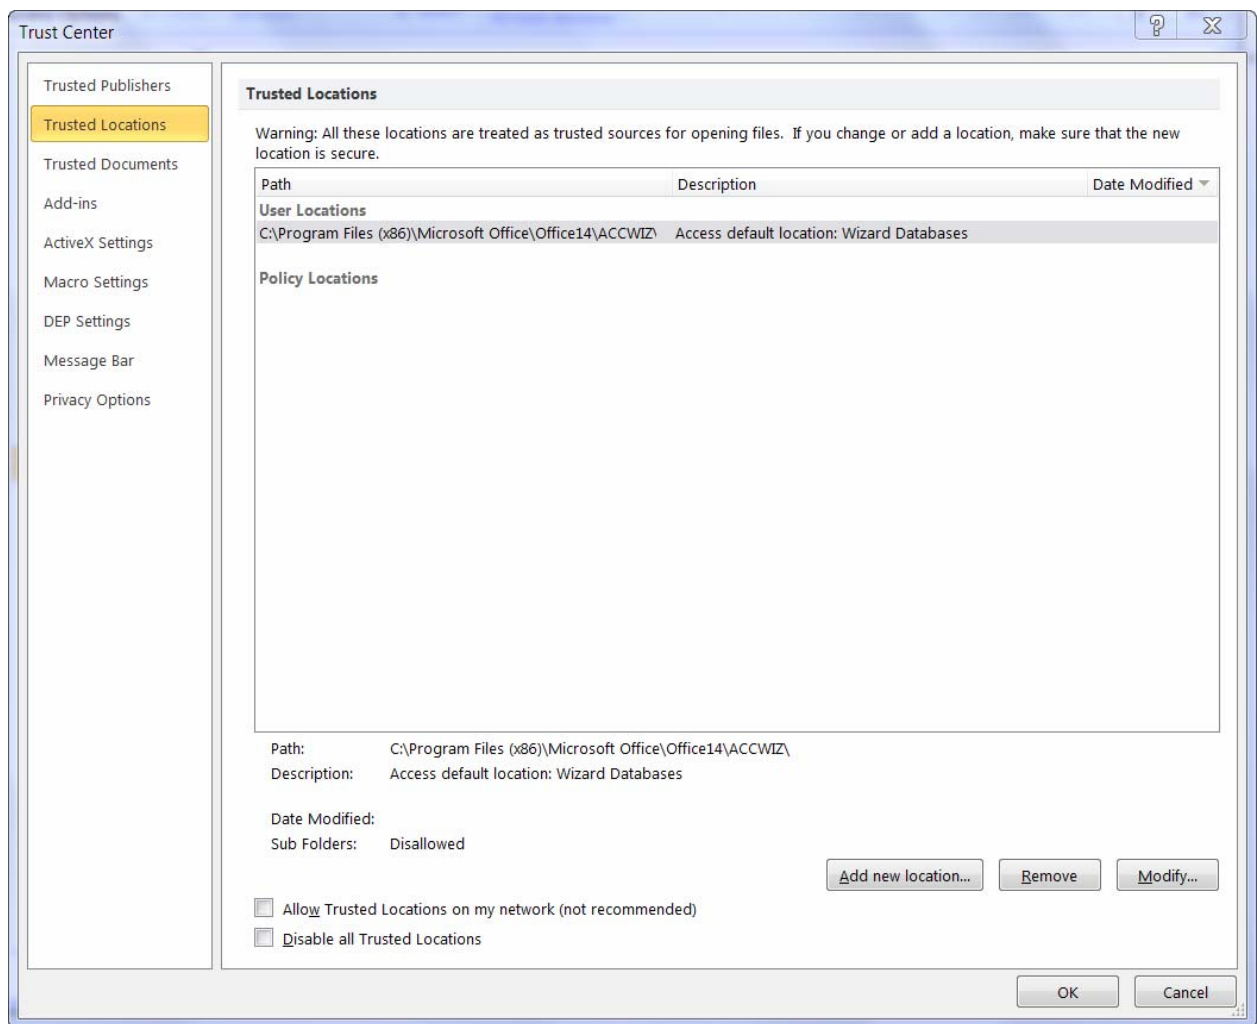 Trust Center
Trusted Publishers
Trusted Locations
Trusted Documents
Add-ins
ActiveX Settings
Macro Settings
DEP Settings
Message Bar
Privacy Options
Trusted Locations
Warning: All these locations are treated as trusted sources for opening files. If you change or add a location, make sure that the new
location is secure.
Path Description Date Modified
User Locations
C:\Program Files (x86)\Microsoft Office\Office14\ACCWIZ\ Access default location: Wizard Databases
Policy Locations
Path: C:\Program Files (x86)\Microsoft Office\Office14\ACCWIZ\
Description: Access default location: Wizard Databases
Date Modified:
Sub Folders: Disallowed
Add new location... Remove Modify...
Allow Trusted Locations on my network (not recommended)
Disable all Trusted Locations
OK Cancel